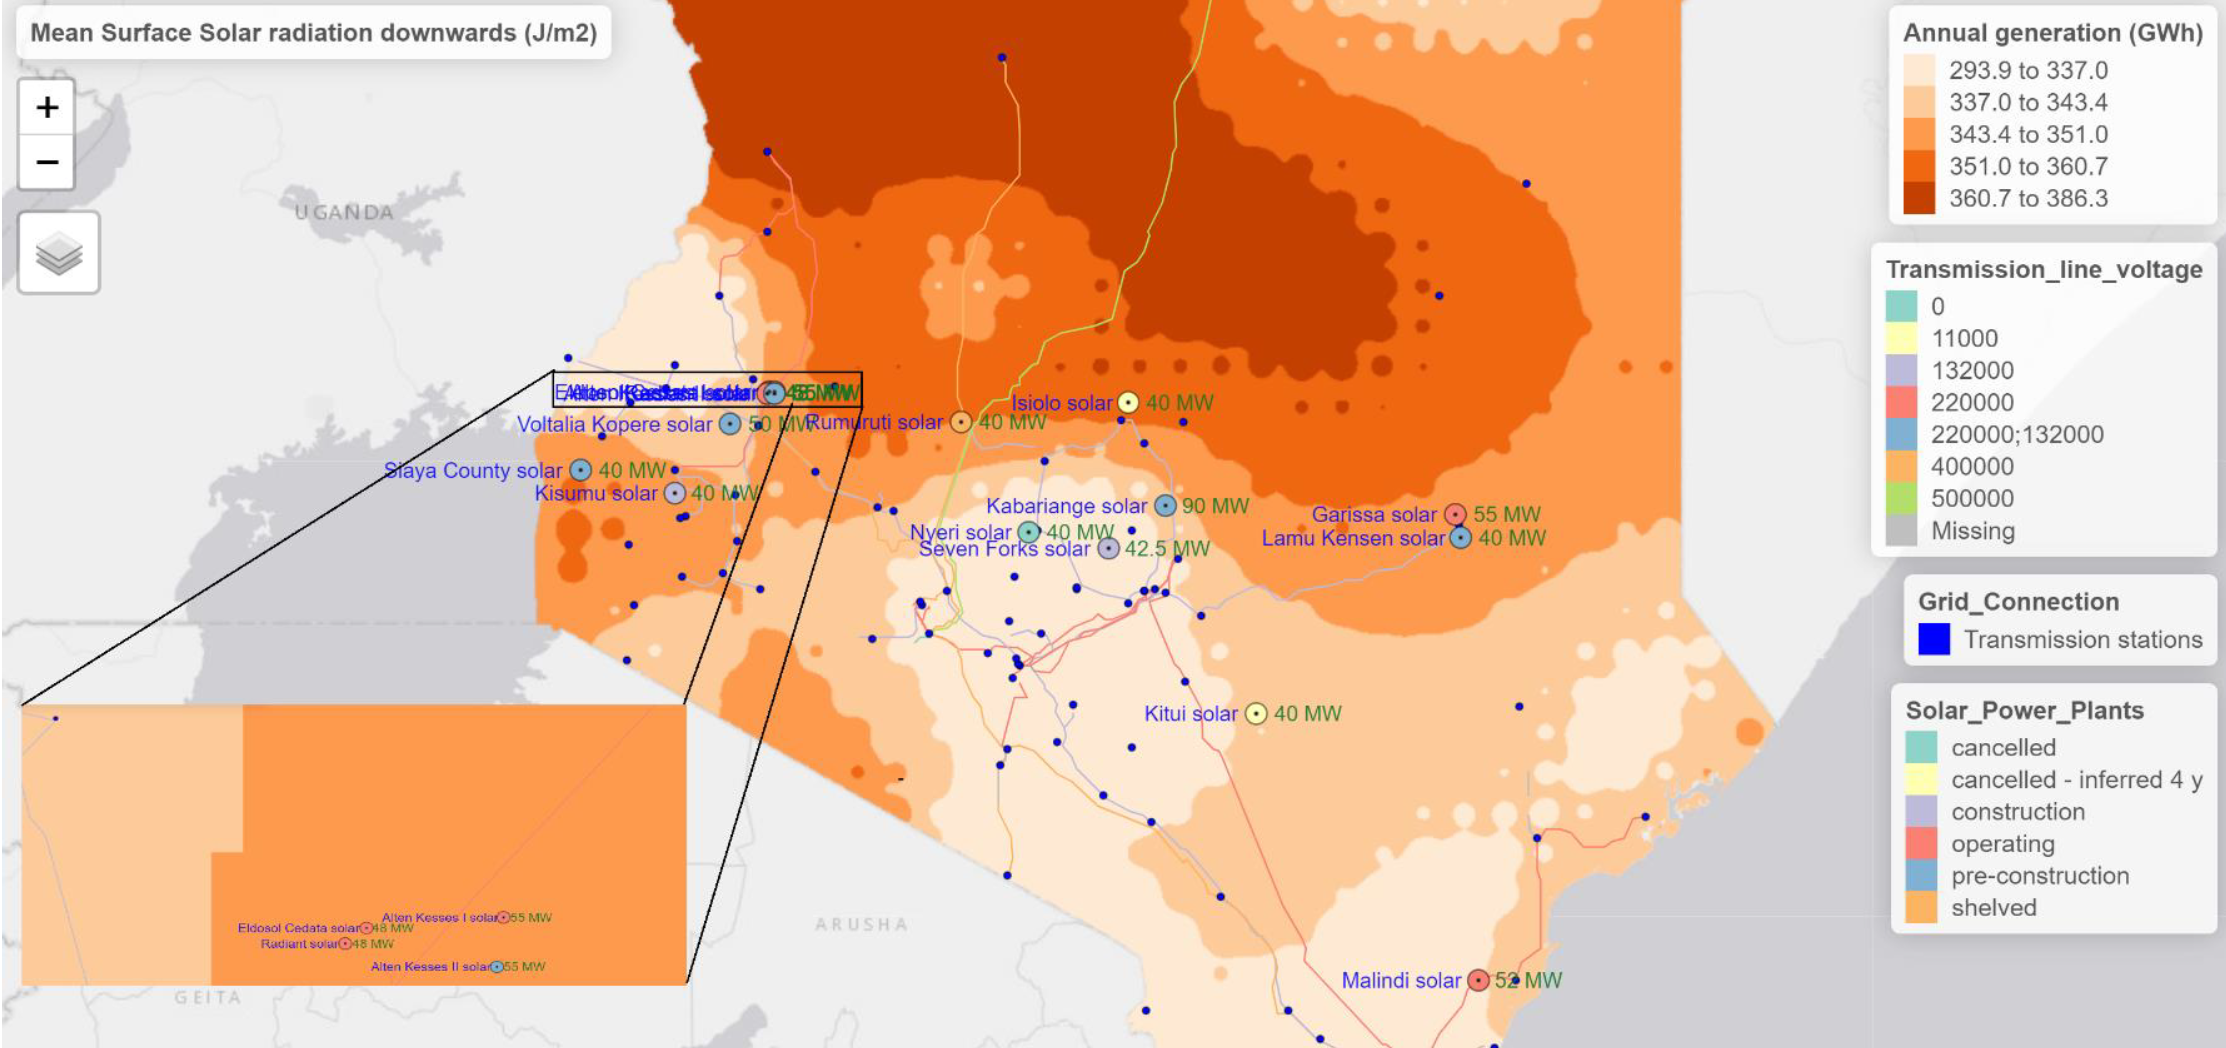 Mean Surface Solar radiation downwards (J/m2)
+
−
UGANDA
Annual generation (GWh)
293.9 to 337.0
337.0 to 343.4
343.4 to 351.0
351.0 to 360.7
360.7 to 386.3
Transmission_line_voltage
0
11000
132000
220000
220000;132000
400000
500000
Missing
Grid_Connection
Transmission stations
Solar_Power_Plants
cancelled
cancelled - inferred 4 y
construction
operating
pre-construction
shelved
55 MW
Isiolo solar 40 MW
Voltalia Kopere solar 50 MW
Rumuruti solar 40 MW
Siaya County solar 40 MW
Kisumu solar 40 MW
Kabariange solar 90 MW
Garissa solar 55 MW
Nyeri solar 40 MW
Lamu Kensen solar 40 MW
Seven Forks solar 42.5 MW
Kitui solar 40 MW
Alten Kesses I solar 55 MW
Eldosol Cedata solar 48 MW
Radiant solar 48 MW
Alten Kesses II solar 55 MW
ARUSHA
GEITA
Malindi solar 52 MW